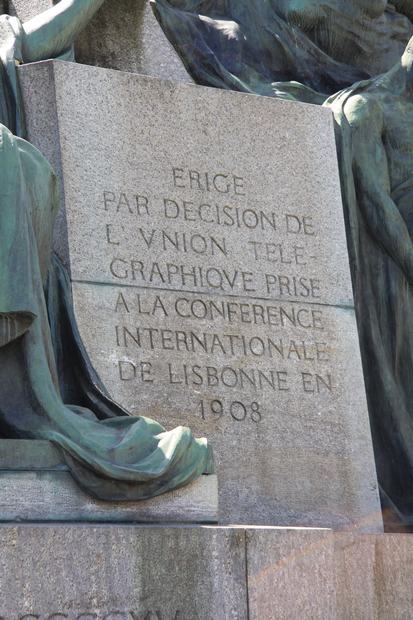 ERIGE
PAR DECISION DE
L'VNION TELE-
GRAPHIQVE PRISE
A LA CONFERENCE
INTERNATIONALE
DE LISBONNE EN
1908